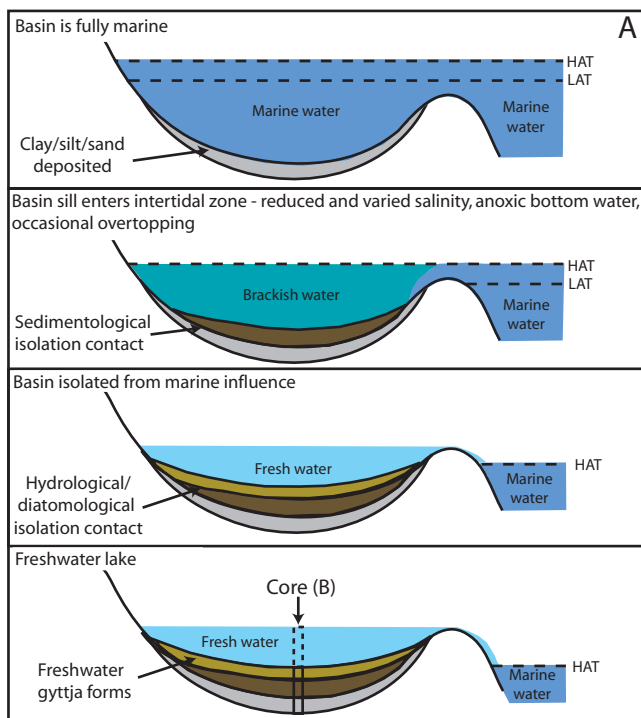 Basin is fully marine
A
HAT
LAT
Marine water
Marine
water
Clay/silt/sand
deposited
Basin sill enters intertidal zone - reduced and varied salinity, anoxic bottom water,
occasional overtopping
HAT
LAT
Brackish water
Marine
water
Sedimentological
isolation contact
Basin isolated from marine influence
Fresh water
HAT
Marine
water
Hydrological/
diatomological
isolation contact
Freshwater lake
Core (B)
Fresh water
HAT
Marine
water
Freshwater
gyttja forms